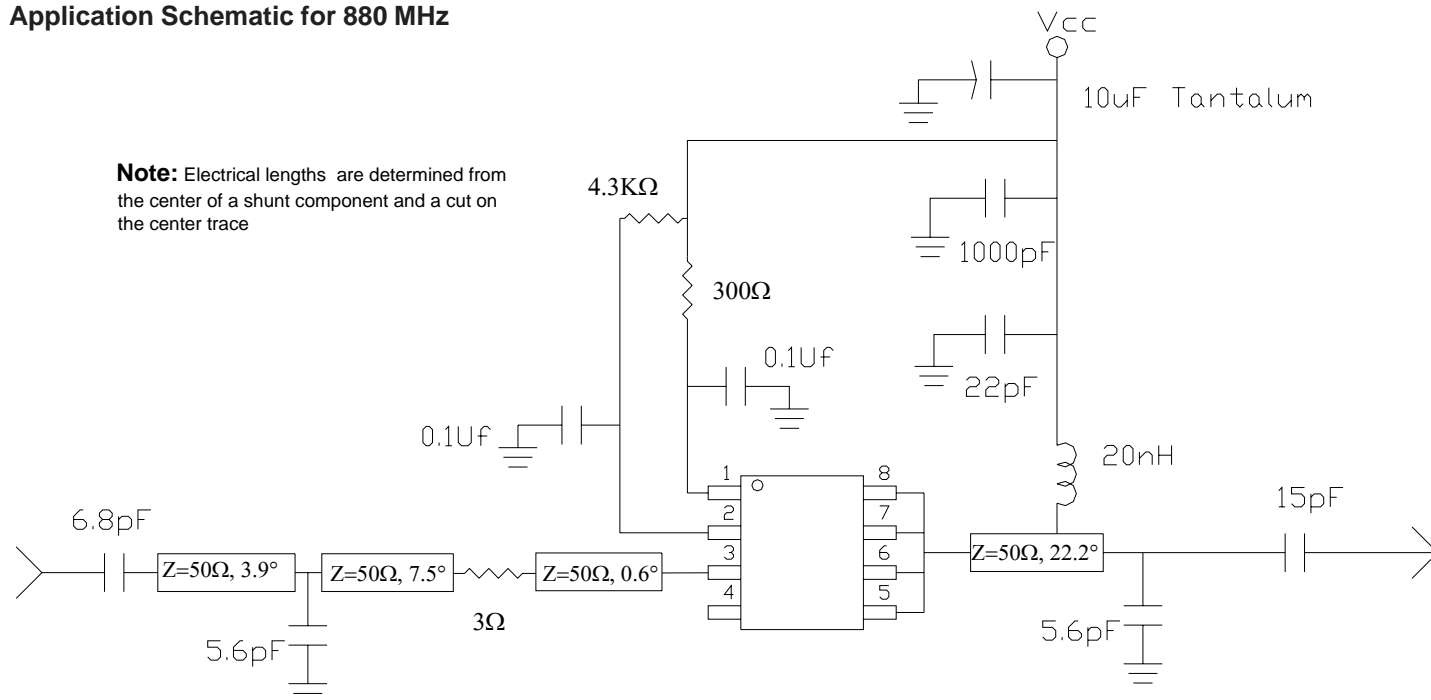 Application Schematic for 880 MHz
Vcc
10uF Tantalum
Note: Electrical lengths are determined from
the center of a shunt component and a cut on
the center trace
4.3KΩ
1000pF
300Ω
0.1Uf
22pF
0.1Uf
20nH
1
8
2
7
3
6
4
5
6.8pF
15pF
Z=50Ω, 3.9°
Z=50Ω, 7.5°
Z=50Ω, 0.6°
Z=50Ω, 22.2°
3Ω
5.6pF
5.6pF